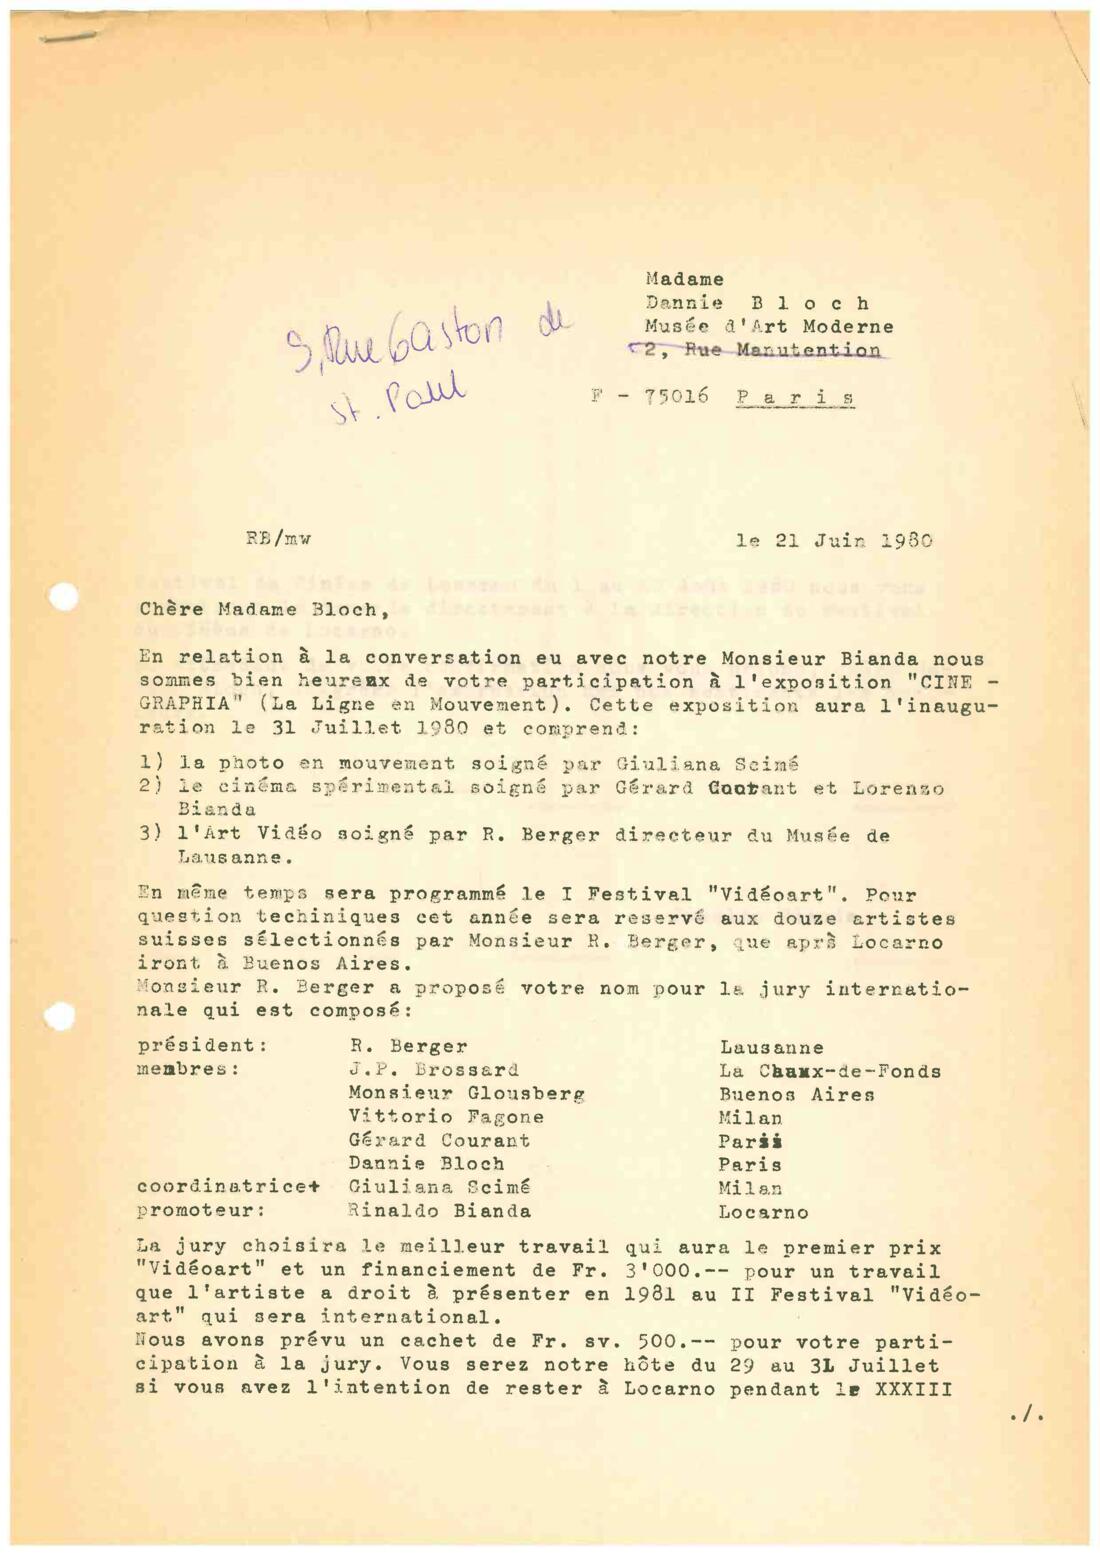 Madame
Dannie B l o c h
Musée d'Art Moderne
2, Rue Manutention
9, Rue Gaston de
St. Paul
F - 75016 P a r i s
RB/mw le 21 Juin 1980
Chère Madame Bloch,
En relation à la conversation eu avec notre Monsieur Bianda nous
sommes bien heureux de votre participation à l'exposition "CINE -
GRAPHIA" (La Ligne en Mouvement). Cette exposition aura l'inaugu-
ration le 31 Juillet 1980 et comprend:
1) la photo en mouvement soigné par Giuliana Scimé
2) le cinéma spérimental soigné par Gérard Courant et Lorenzo
Bianda
3) l'Art Vidéo soigné par R. Berger directeur du Musée de
Lausanne.
En même temps sera programmé le I Festival "Vidéoart". Pour
question techiniques cet année sera reservé aux douze artistes
suisses sélectionnés par Monsieur R. Berger, que aprè Locarno
iront à Buenos Aires.
Monsieur R. Berger a proposé votre nom pour la jury internatio-
nale qui est composé:
président: R. Berger Lausanne
membres: J.P. Brossard La Chaux-de-Fonds
Monsieur Glousberg Buenos Aires
Vittorio Fagone Milan
Gérard Courant Parii
Dannie Bloch Paris
coordinatrice+ Giuliana Scimé Milan
promoteur: Rinaldo Bianda Locarno
La jury choisira le meilleur travail qui aura le premier prix
"Vidéoart" et un financiement de Fr. 3'000.-- pour un travail
que l'artiste a droit à présenter en 1981 au II Festival "Vidéo-
art" qui sera international.
Nous avons prévu un cachet de Fr. sv. 500.-- pour votre parti-
cipation à la jury. Vous serez notre hôte du 29 au 31 Juillet
si vous avez l'intention de rester à Locarno pendant le XXXIII
./.